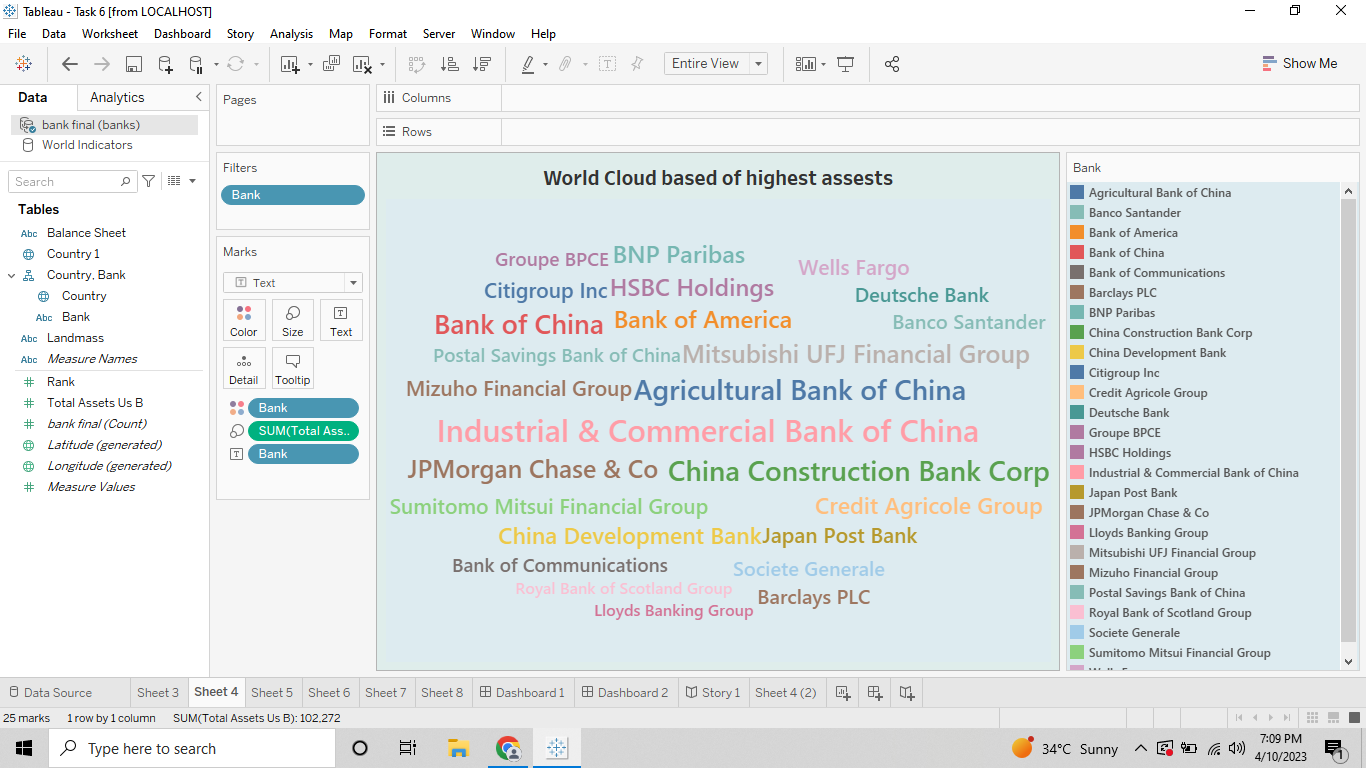 Tableau - Task 6 [from LOCALHOST]
File Data Worksheet Dashboard Story Analysis Map Format Server Window Help
Entire View
Show Me
Data Analytics
bank final (banks)
World Indicators
Search
Tables
Abc Balance Sheet
Country 1
Country, Bank
Country
Abc Bank
Abc Landmass
Abc Measure Names
Rank
Total Assets Us B
bank final (Count)
Latitude (generated)
Longitude (generated)
Measure Values
Pages
Filters
Bank
Marks
Text
Color Size Text
Detail Tooltip
Bank
SUM(Total Ass..
Bank
Columns
Rows
World Cloud based of highest assests
Groupe BPCE BNP Paribas
Wells Fargo
Citigroup Inc HSBC Holdings
Deutsche Bank
Bank of China Bank of America
Banco Santander
Postal Savings Bank of China Mitsubishi UFJ Financial Group
Mizuho Financial Group Agricultural Bank of China
Industrial & Commercial Bank of China
JPMorgan Chase & Co China Construction Bank Corp
Sumitomo Mitsui Financial Group Credit Agricole Group
China Development Bank Japan Post Bank
Bank of Communications Societe Generale
Royal Bank of Scotland Group
Barclays PLC
Lloyds Banking Group
Bank
Agricultural Bank of China
Banco Santander
Bank of America
Bank of China
Bank of Communications
Barclays PLC
BNP Paribas
China Construction Bank Corp
China Development Bank
Citigroup Inc
Credit Agricole Group
Deutsche Bank
Groupe BPCE
HSBC Holdings
Industrial & Commercial Bank of China
Japan Post Bank
JPMorgan Chase & Co
Lloyds Banking Group
Mitsubishi UFJ Financial Group
Mizuho Financial Group
Postal Savings Bank of China
Royal Bank of Scotland Group
Societe Generale
Sumitomo Mitsui Financial Group
Data Source Sheet 3 Sheet 4 Sheet 5 Sheet 6 Sheet 7 Sheet 8 Dashboard 1 Dashboard 2 Story 1 Sheet 4 (2)
25 marks 1 row by 1 column SUM(Total Assets Us B): 102,272
Type here to search
34°C Sunny
7:09 PM
4/10/2023
1